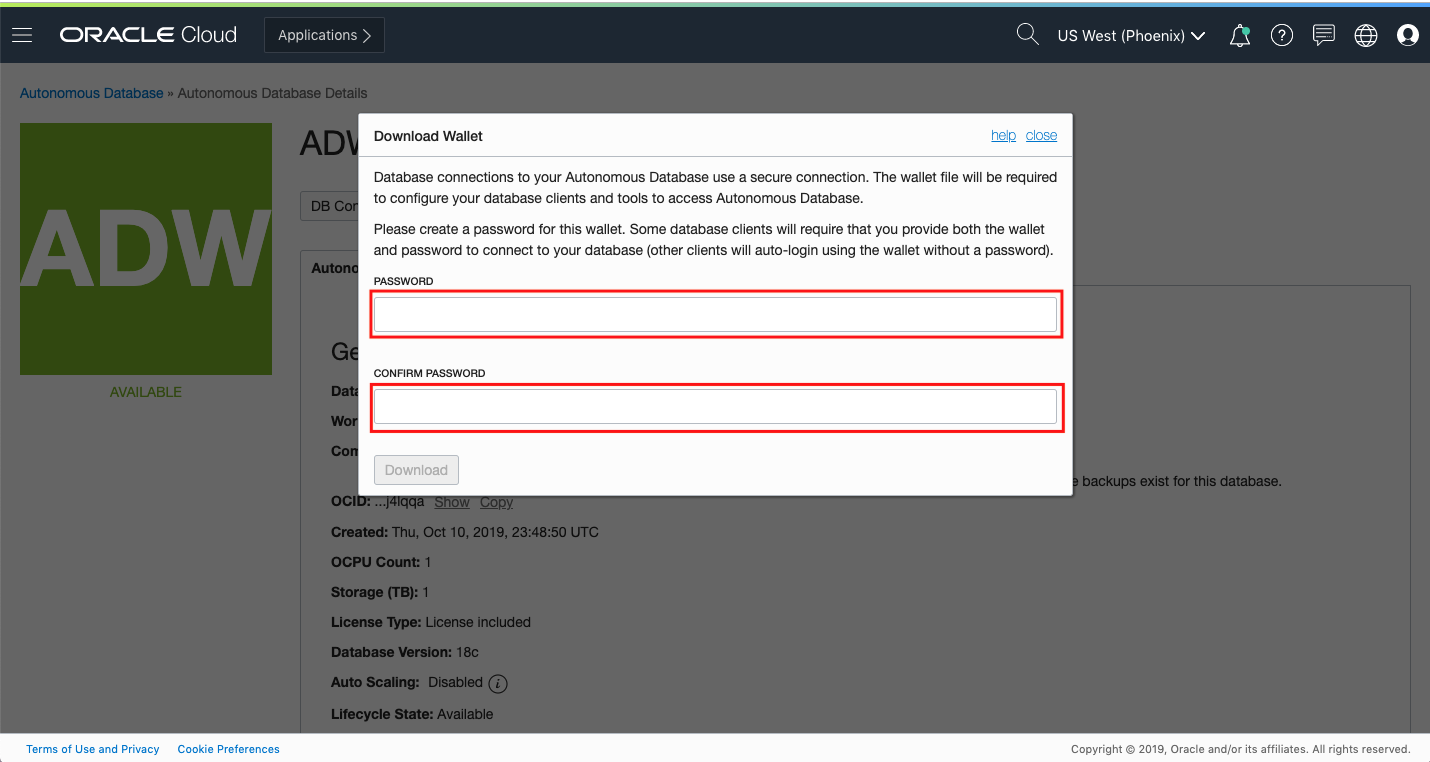 ORACLE Cloud
Applications
US West (Phoenix)
Autonomous Database » Autonomous Database Details
ADW
AVAILABLE
ADW
DB Con
Autono
Download Wallet
help close
Database connections to your Autonomous Database use a secure connection. The wallet file will be required
to configure your database clients and tools to access Autonomous Database.
Please create a password for this wallet. Some database clients will require that you provide both the wallet
and password to connect to your database (other clients will auto-login using the wallet without a password).
PASSWORD
CONFIRM PASSWORD
Download
Ge
Data
Wor
Com
e backups exist for this database.
OCID: ...j4lqqa Show Copy
Created: Thu, Oct 10, 2019, 23:48:50 UTC
OCPU Count: 1
Storage (TB): 1
License Type: License included
Database Version: 18c
Auto Scaling: Disabled i
Lifecycle State: Available
Terms of Use and Privacy Cookie Preferences
Copyright © 2019, Oracle and/or its affiliates. All rights reserved.